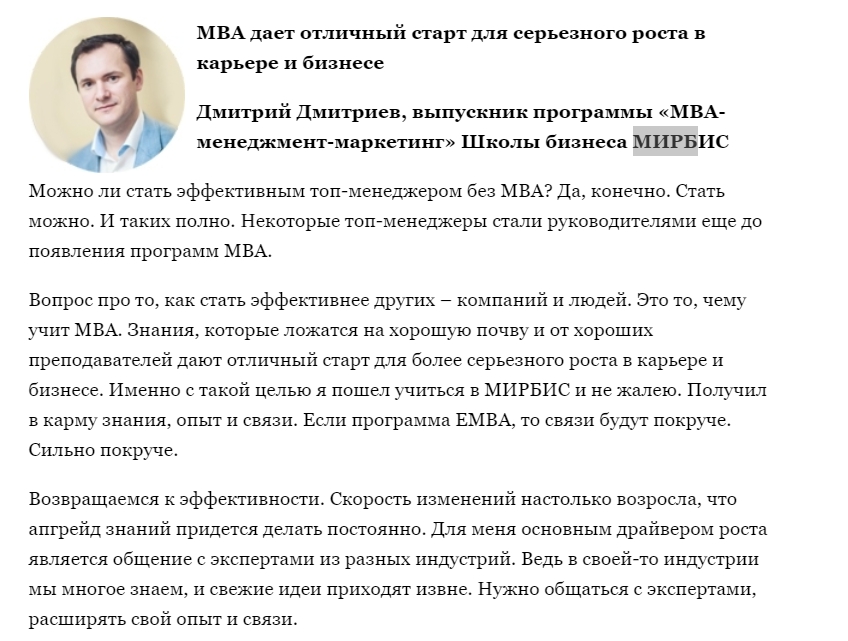 МВА дает отличный старт для серьезного роста в
карьере и бизнесе
Дмитрий Дмитриев, выпускник программы «МВА-
менеджмент-маркетинг» Школы бизнеса МИРБИС
Можно ли стать эффективным топ-менеджером без МВА? Да, конечно. Стать
можно. И таких полно. Некоторые топ-менеджеры стали руководителями еще до
появления программ МВА.
Вопрос про то, как стать эффективнее других – компаний и людей. Это то, чему
учит МВА. Знания, которые ложатся на хорошую почву и от хороших
преподавателей дают отличный старт для более серьезного роста в карьере и
бизнесе. Именно с такой целью я пошел учиться в МИРБИС и не жалею. Получил
в карму знания, опыт и связи. Если программа ЕМВА, то связи будут покруче.
Сильно покруче.
Возвращаемся к эффективности. Скорость изменений настолько возросла, что
апгрейд знаний придется делать постоянно. Для меня основным драйвером роста
является общение с экспертами из разных индустрий. Ведь в своей-то индустрии
мы многое знаем, и свежие идеи приходят извне. Нужно общаться с экспертами,
расширять свой опыт и связи.